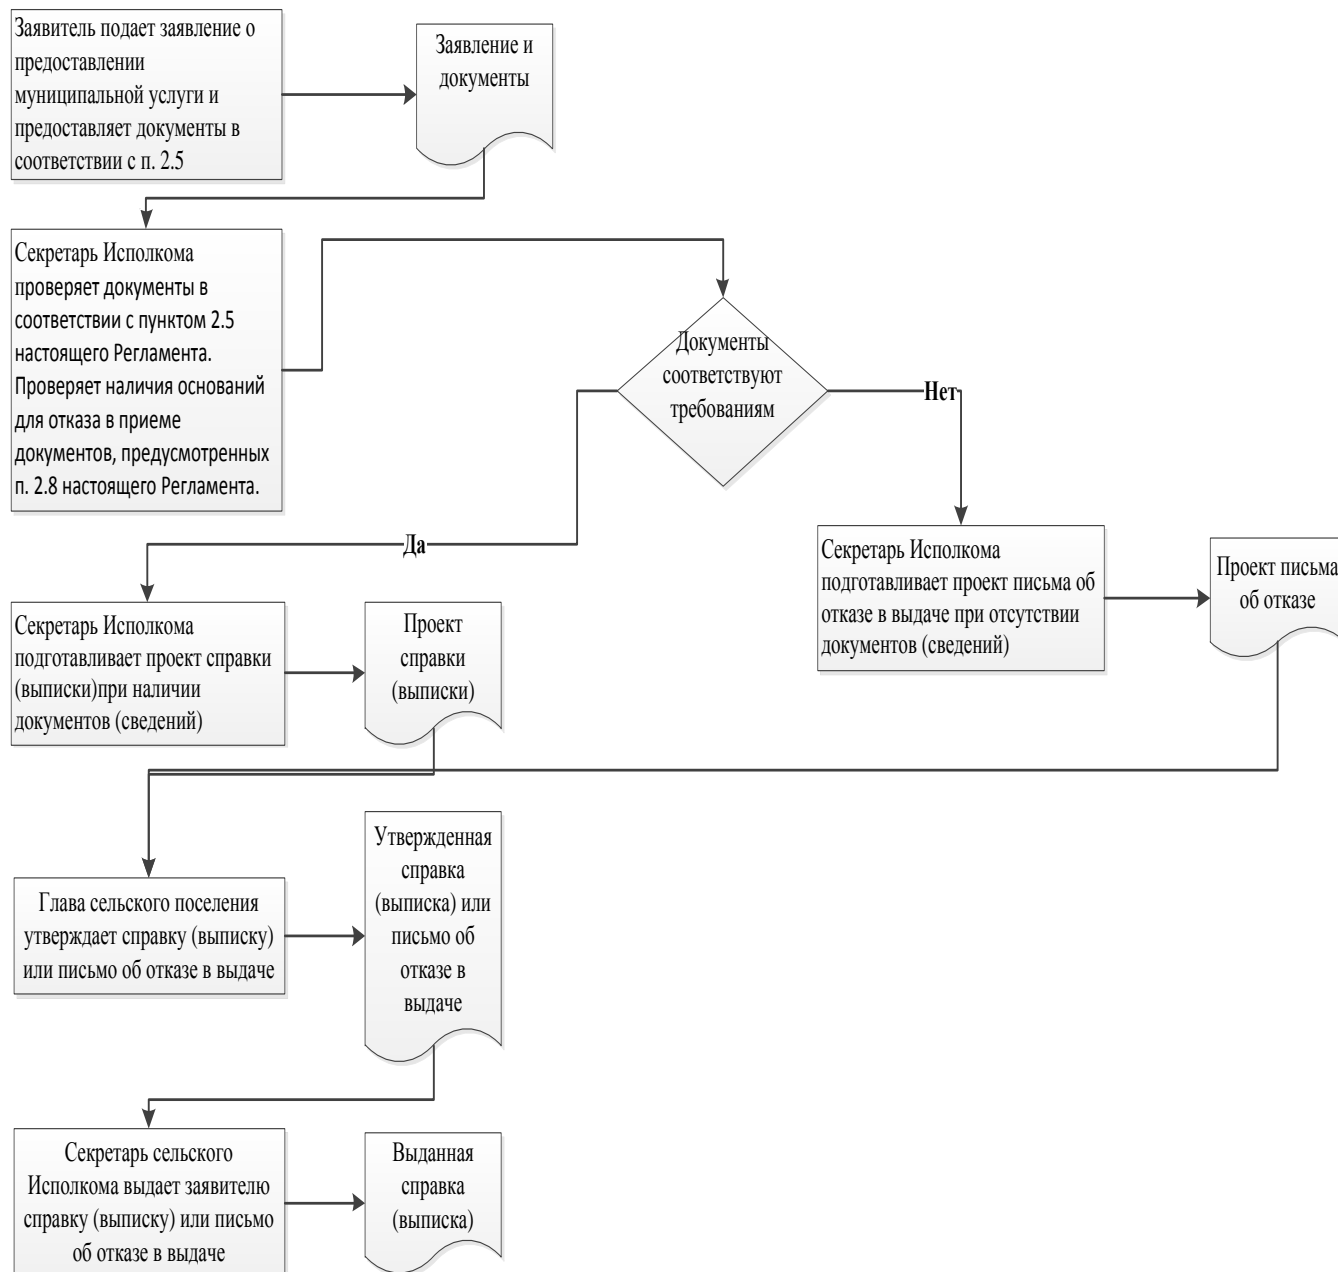 Заявитель подает заявление о
предоставлении
муниципальной услуги и
предоставляет документы в
соответствии с п. 2.5
Заявление и
документы
Секретарь Исполкома
проверяет документы в
соответствии с пунктом 2.5
настоящего Регламента.
Проверяет наличия оснований
для отказа в приеме
документов, предусмотренных
п. 2.8 настоящего Регламента.
Документы
соответствуют
требованиям
Нет
Да
Секретарь Исполкома
подготавливает проект письма об
отказе в выдаче при отсутствии
документов (сведений)
Проект письма
об отказе
Секретарь Исполкома
подготавливает проект справки
(выписки)при наличии
документов (сведений)
Проект
справки
(выписки)
Глава сельского поселения
утверждает справку (выписку)
или письмо об отказе в выдаче
Утвержденная
справка
(выписка) или
письмо об
отказе в
выдаче
Секретарь сельского
Исполкома выдает заявителю
справку (выписку) или письмо
об отказе в выдаче
Выданная
справка
(выписка)